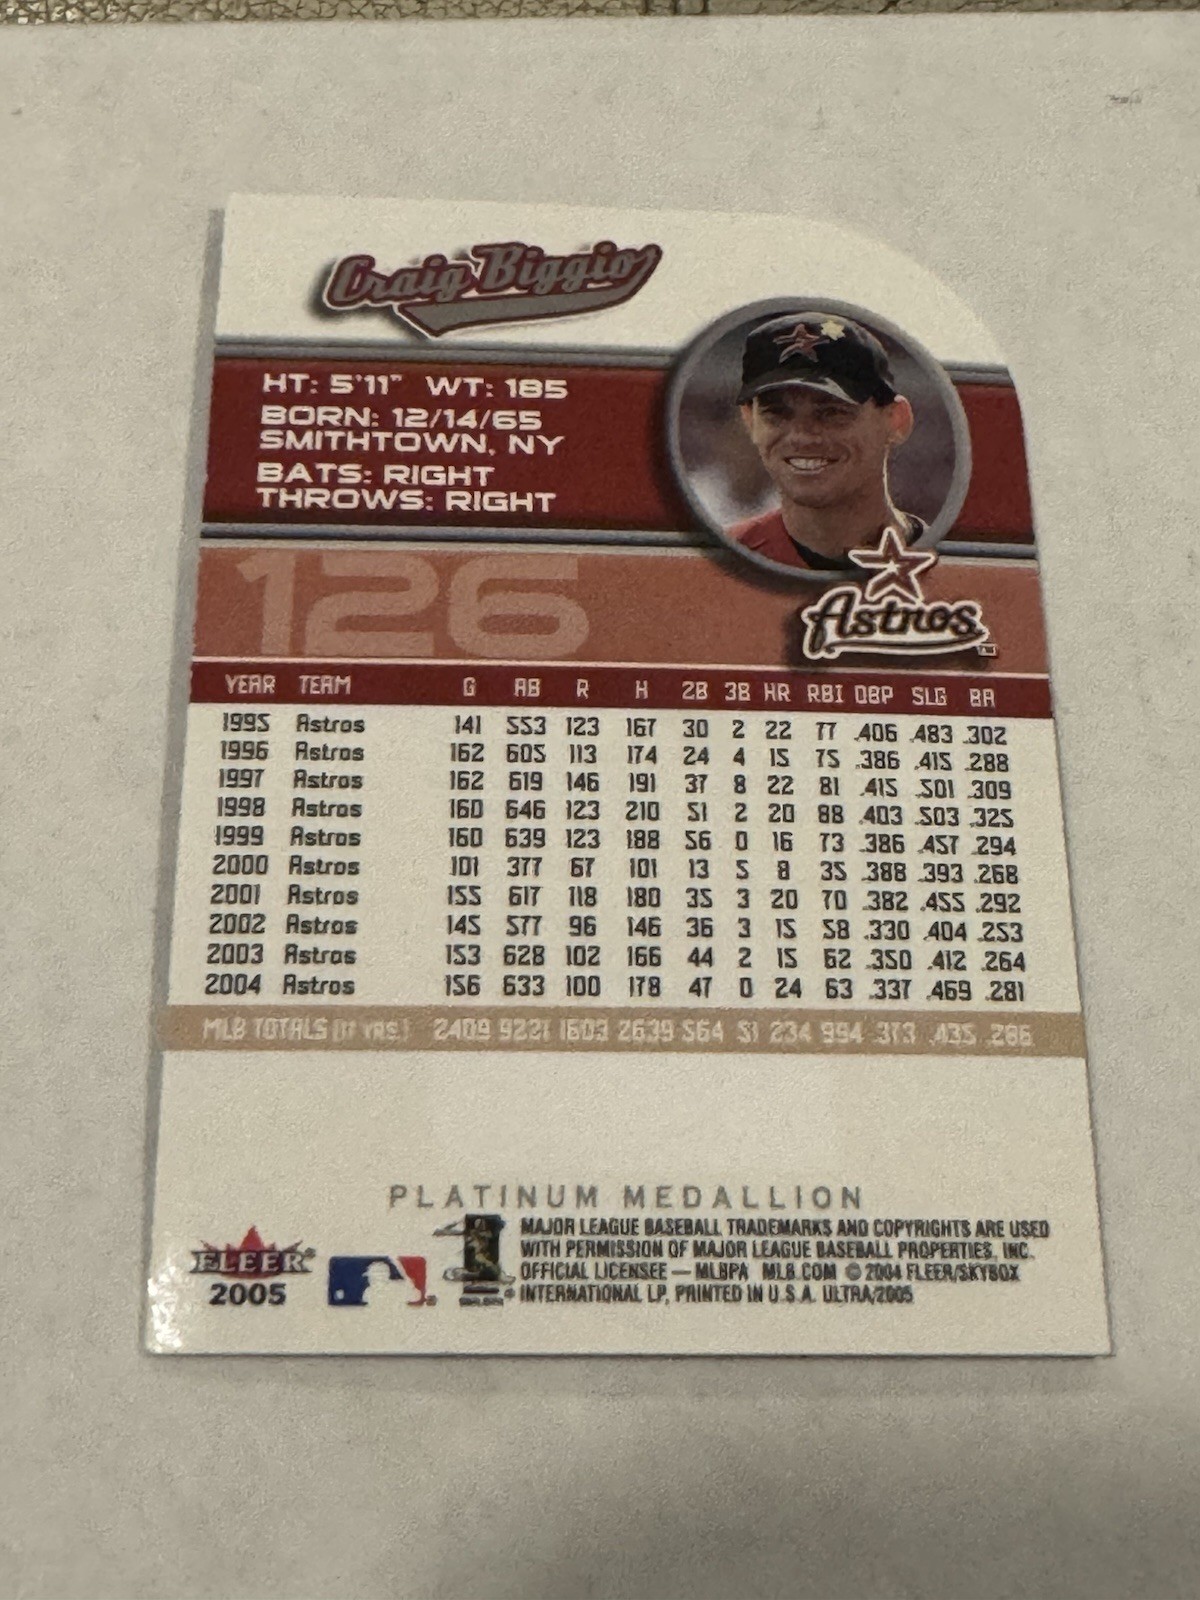 Craig Biggio
HT: 5'11" WT: 185
BORN: 12/14/65
SMITHTOWN, NY
BATS: RIGHT
THROWS: RIGHT
126
Astros
YEAR TEAM G AB R H 2B 3B HR RBI OBP SLG BA
1995 Astros 141 553 123 167 30 2 22 77 .406 .483 .302
1996 Astros 162 605 113 174 24 4 15 75 .386 .415 .288
1997 Astros 162 619 146 191 37 8 22 81 .415 .501 .309
1998 Astros 160 646 123 210 51 2 20 88 .403 .503 .325
1999 Astros 160 639 123 188 56 0 16 73 .386 .457 .294
2000 Astros 101 377 67 101 13 5 8 35 .388 .393 .268
2001 Astros 155 617 118 180 35 3 20 70 .382 .455 .292
2002 Astros 145 577 96 146 36 3 15 58 .330 .404 .253
2003 Astros 153 628 102 166 44 2 15 62 .350 .412 .264
2004 Astros 156 633 100 178 47 0 24 63 .337 .469 .281
MLB TOTALS (17 YRS.) 2409 9221 1603 2639 564 51 234 994 .373 .435 .286
PLATINUM MEDALLION
FLEER
2005
MAJOR LEAGUE BASEBALL TRADEMARKS AND COPYRIGHTS ARE USED
WITH PERMISSION OF MAJOR LEAGUE BASEBALL PROPERTIES, INC.
OFFICIAL LICENSEE — MLBPA MLB.COM © 2004 FLEER/SKYBOX
INTERNATIONAL LP, PRINTED IN U.S.A. ULTRA/2005